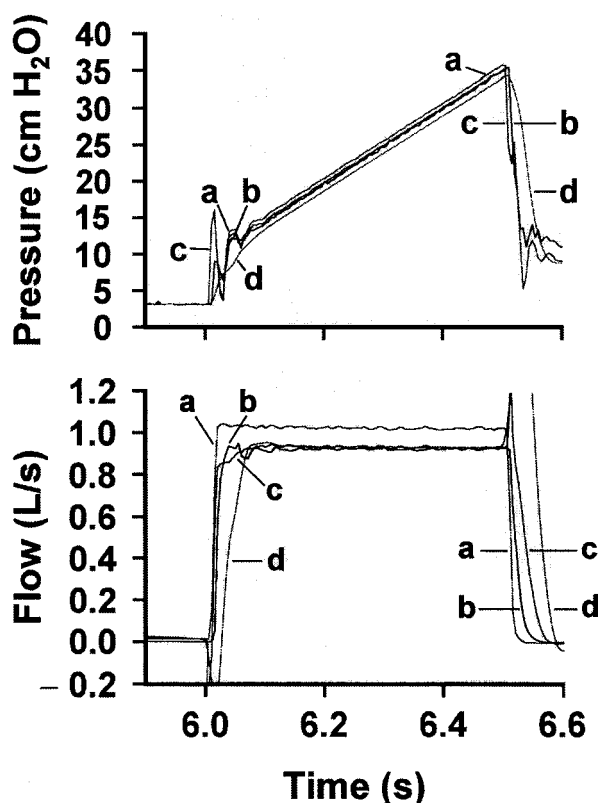 Pressure (cm H₂O)
40
35
30
25
20
15
10
5
0
a
c b
a b
c
d
d
Flow (L/s)
1.2
1.0
0.8
0.6
0.4
0.2
0.0
– 0.2
a b
c
d
a c
b d
6.0 6.2 6.4 6.6
Time (s)